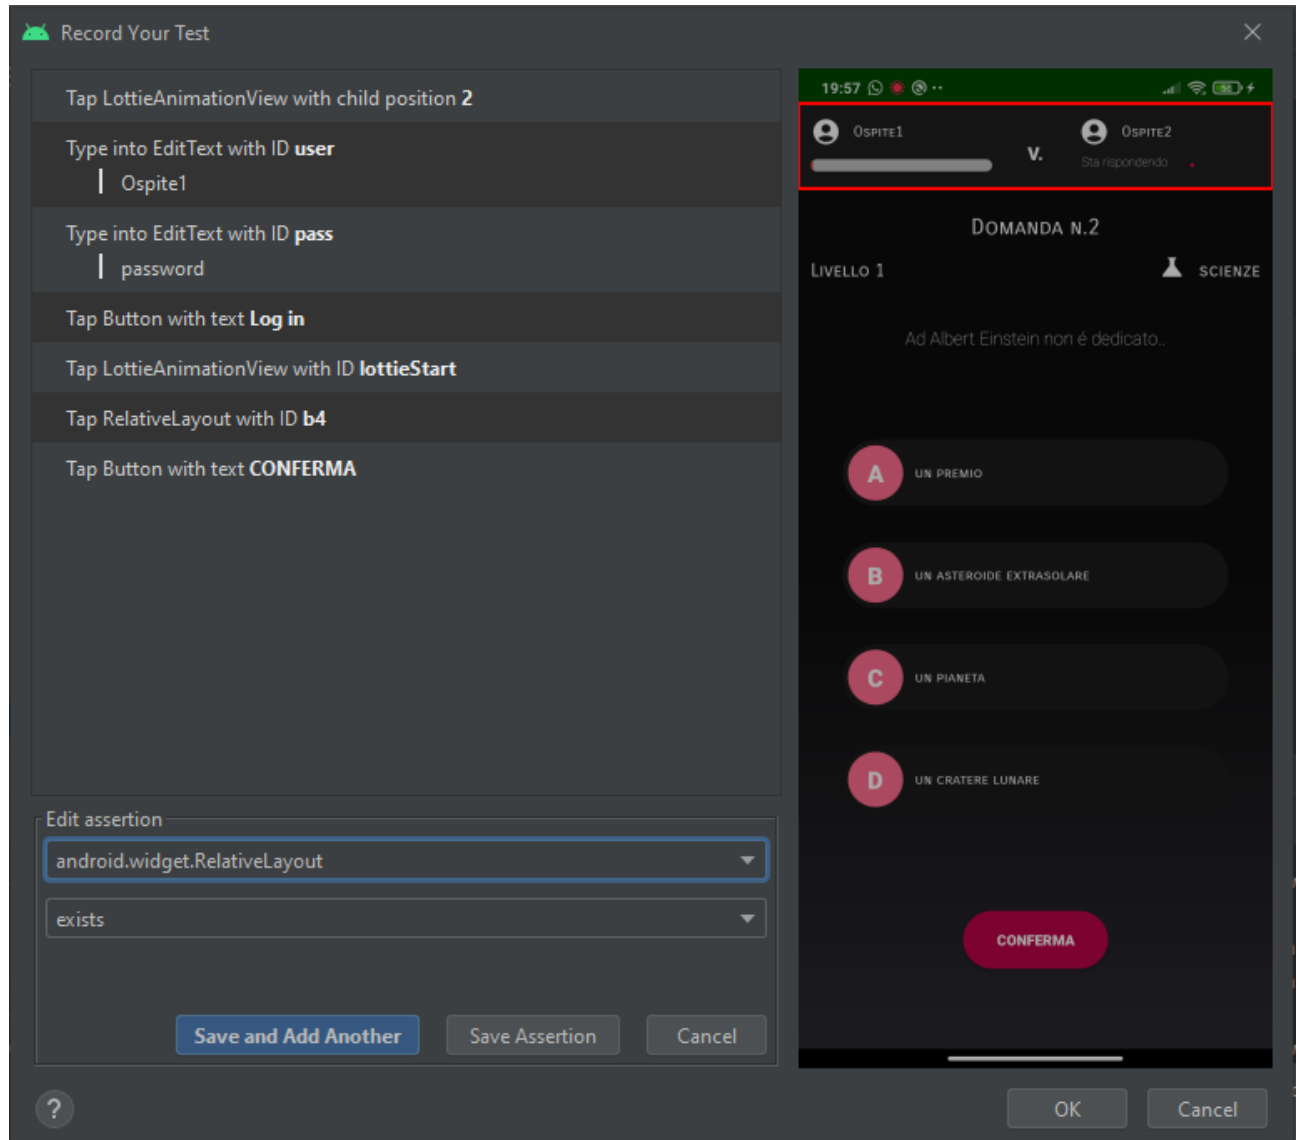 Record Your Test
Tap LottieAnimationView with child position 2
Type into EditText with ID user
Ospite1
Type into EditText with ID pass
password
Tap Button with text Log in
Tap LottieAnimationView with ID lottieStart
Tap RelativeLayout with ID b4
Tap Button with text CONFERMA
Edit assertion
android.widget.RelativeLayout
exists
Save and Add Another
Save Assertion
Cancel
19:57
Ospite1
V.
Ospite2
Sta rispondendo
Domanda n.2
Livello 1
scienze
Ad Albert Einstein non é dedicato..
A un premio
B un asteroide extrasolare
C un pianeta
D un cratere lunare
CONFERMA
?
OK
Cancel